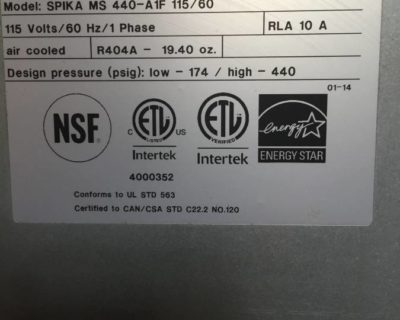 Model: SPIKA MS 440-A1F 115/60
115 Volts/60 Hz/1 Phase RLA 10 A
air cooled R404A - 19.40 oz.
Design pressure (psig): low - 174 / high - 440
01-14
NSF
C ETL US
LISTED
Intertek
ETL
VERIFIED
Intertek
energy
ENERGY STAR
4000352
Conforms to UL STD 563
Certified to CAN/CSA STD C22.2 NO.120